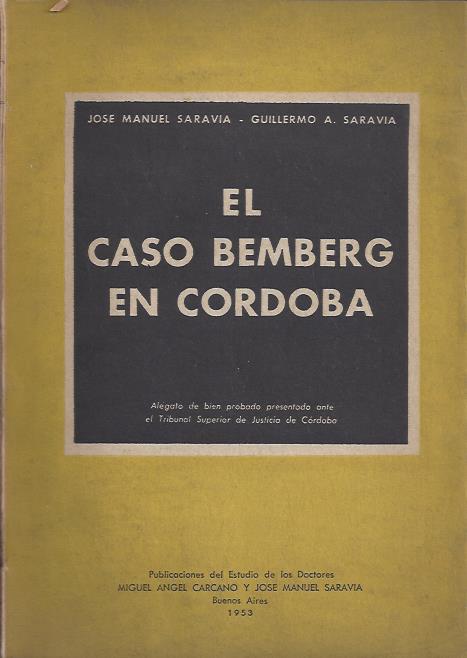 JOSE MANUEL SARAVIA - GUILLERMO A. SARAVIA
EL
CASO BEMBERG
EN CORDOBA
Alegato de bien probado presentado ante
el Tribunal Superior de Justicia de Córdoba
Publicaciones del Estudio de los Doctores
MIGUEL ANGEL CARCANO Y JOSE MANUEL SARAVIA
Buenos Aires
1953